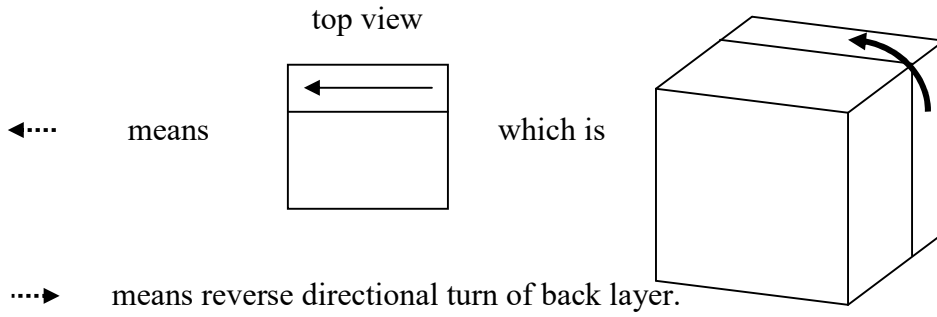 top view
means which is
means reverse directional turn of back layer.